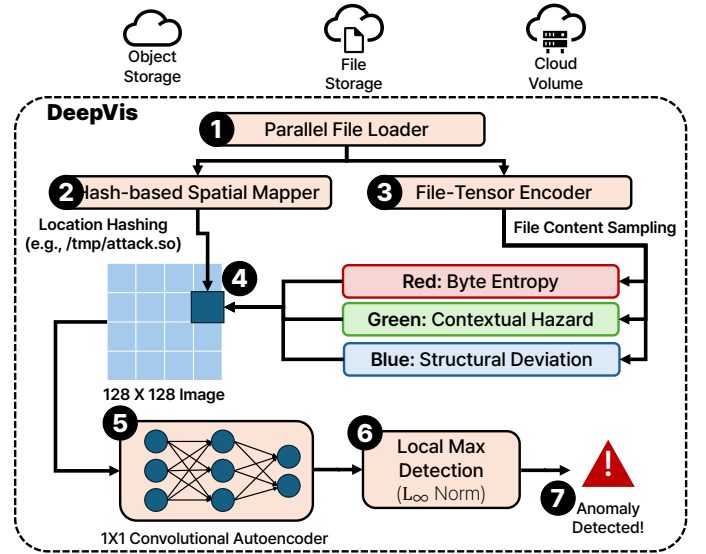 Object
Storage
File
Storage
Cloud
Volume
DeepVis
1 Parallel File Loader
2 Hash-based Spatial Mapper
3 File-Tensor Encoder
Location Hashing
(e.g., /tmp/attack.so)
File Content Sampling
4
Red: Byte Entropy
Green: Contextual Hazard
Blue: Structural Deviation
128 X 128 Image
5
1X1 Convolutional Autoencoder
6
Local Max
Detection
(L∞ Norm)
7
!
Anomaly
Detected!